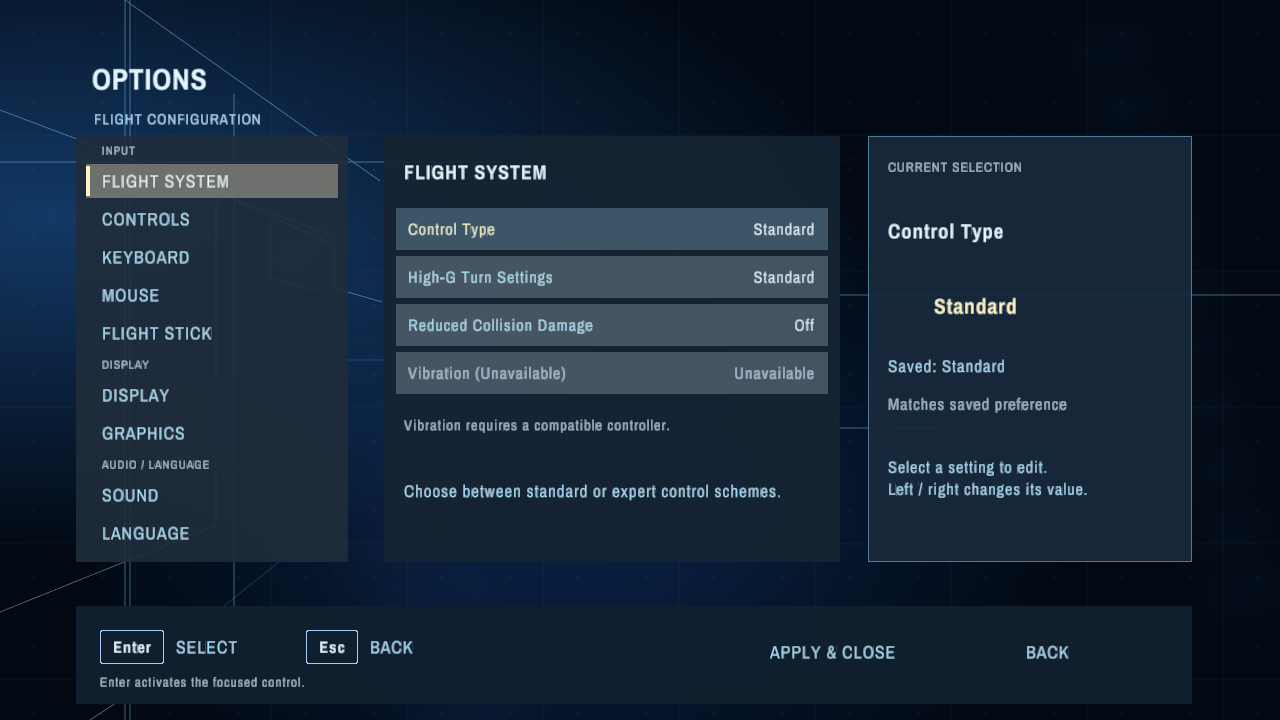 OPTIONS
FLIGHT CONFIGURATION
INPUT
FLIGHT SYSTEM
CONTROLS
KEYBOARD
MOUSE
FLIGHT STICK
DISPLAY
DISPLAY
GRAPHICS
AUDIO / LANGUAGE
SOUND
LANGUAGE
FLIGHT SYSTEM
Control Type Standard
High-G Turn Settings Standard
Reduced Collision Damage Off
Vibration (Unavailable) Unavailable
Vibration requires a compatible controller.
Choose between standard or expert control schemes.
CURRENT SELECTION
Control Type
Standard
Saved: Standard
Matches saved preference
Select a setting to edit.
Left / right changes its value.
Enter SELECT Esc BACK
Enter activates the focused control.
APPLY & CLOSE BACK